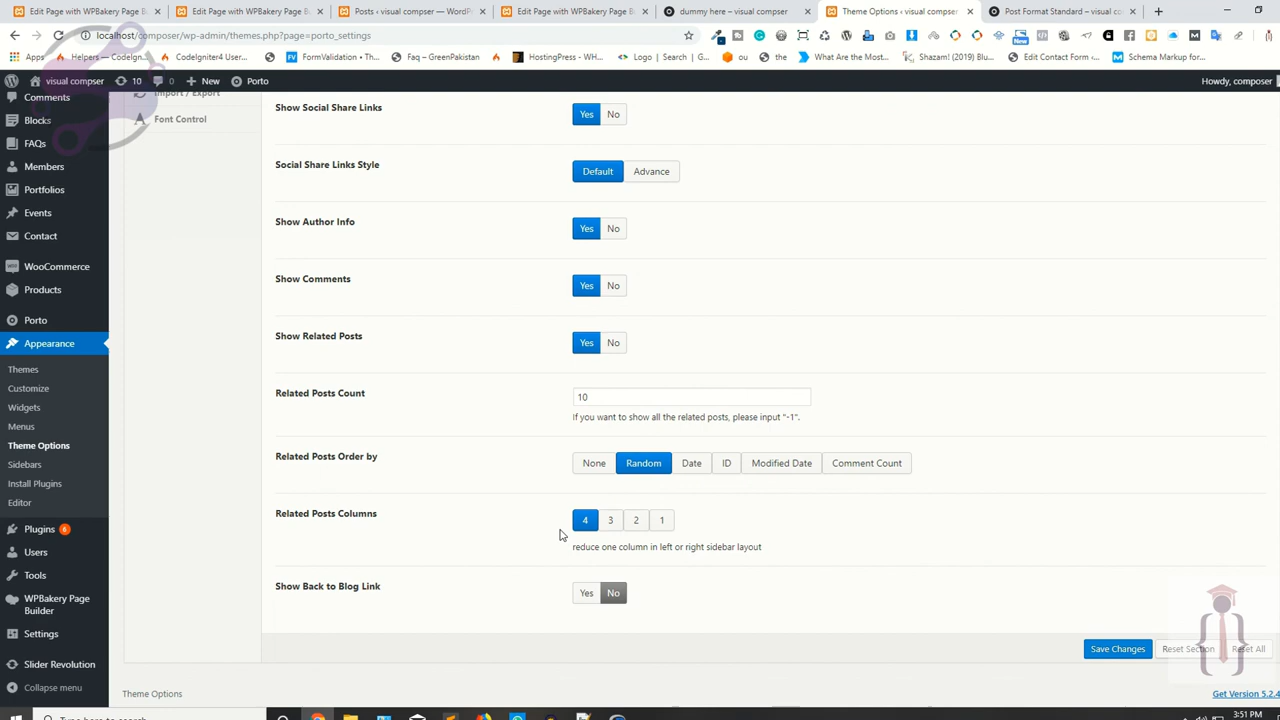 Edit Page with WPBakery Page Bu
Edit Page with WPBakery Page Bu
Posts ‹ visual composer — WordP
Edit Page with WPBakery Page Bu
dummy here – visual composer
Theme Options ‹ visual composer
Post Format Standard – visual co
localhost/composer/wp-admin/themes.php?page=porto_settings
Apps
Helpers — CodeIgn
CodeIgniter4 User...
FormValidation • Th...
Faq – GreenPakistan
HostingPress - WH...
Logo | Search | G...
ou
the
What Are the Most...
Shazam! (2019) Blu...
Edit Contact Form ‹...
Schema Markup for...
New
visual compser
10
0
New
Porto
Howdy, composer
Comments
Blocks
FAQs
Members
Portfolios
Events
Contact
WooCommerce
Products
Porto
Appearance
Themes
Customize
Widgets
Menus
Theme Options
Sidebars
Install Plugins
Editor
Plugins 6
Users
Tools
WPBakery Page
Builder
Settings
Slider Revolution
Collapse menu
Import / Export
Font Control
Show Social Share Links
Yes No
Social Share Links Style
Default Advance
Show Author Info
Yes No
Show Comments
Yes No
Show Related Posts
Yes No
Related Posts Count
10
If you want to show all the related posts, please input "-1".
Related Posts Order by
None Random Date ID Modified Date Comment Count
Related Posts Columns
4 3 2 1
reduce one column in left or right sidebar layout
Show Back to Blog Link
Yes No
Save Changes Reset Section Reset All
Theme Options
Get Version 5.2.4
Type here to search
3:51 PM